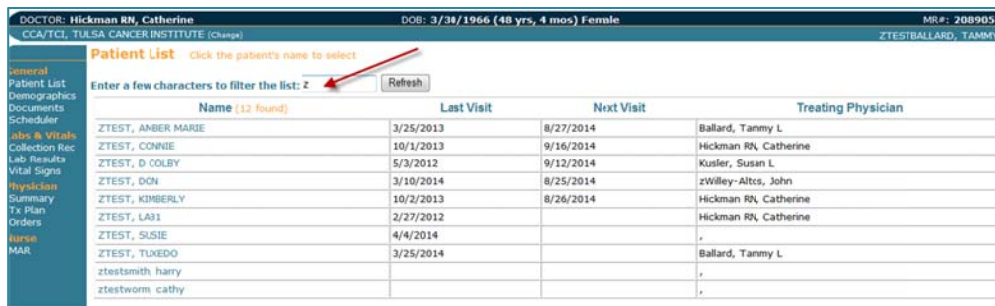 DOCTOR: Hickman RN, Catherine DOB: 3/30/1966 (48 yrs, 4 mos) Female MR#: 208905
CCA/TCI, TULSA CANCER INSTITUTE (Change) ZTESTBALLARD, TAMMY
Patient List Click the patient's name to select
General
Patient List
Demographics
Documents
Scheduler
Labs & Vitals
Collection Rec
Lab Results
Vital Signs
Physician
Summary
Tx Plan
Orders
Nurse
MAR
Enter a few characters to filter the list: z Refresh
Name (12 found) Last Visit Next Visit Treating Physician
ZTEST, AMBER MARIE 3/25/2013 8/27/2014 Ballard, Tammy L
ZTEST, CONNIE 10/1/2013 9/16/2014 Hickman RN, Catherine
ZTEST, D COLBY 5/3/2012 9/12/2014 Kusler, Susan L
ZTEST, DON 3/10/2014 8/25/2014 zWilley-Altos, John
ZTEST, KIMBERLY 10/2/2013 8/26/2014 Hickman RN, Catherine
ZTEST, LAB1 2/27/2012 Hickman RN, Catherine
ZTEST, SUSIE 4/4/2014 ,
ZTEST, TUXEDO 3/25/2014 Ballard, Tammy L
ztestsmith harry ,
ztestworm cathy ,